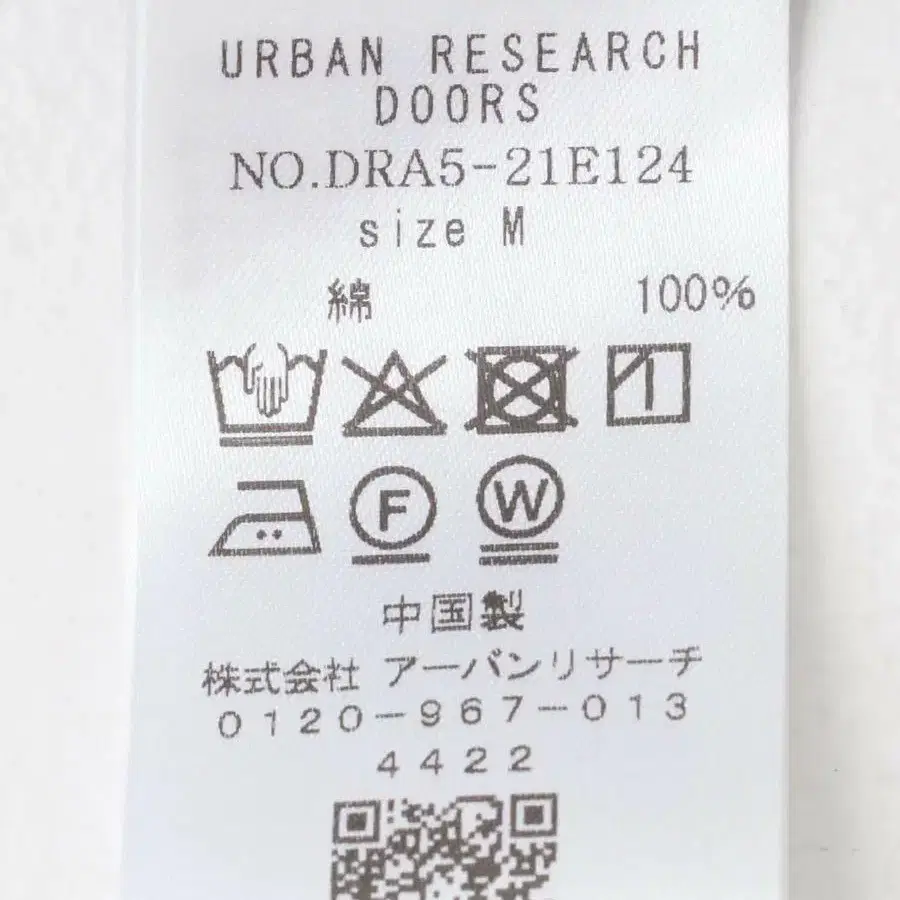 URBAN RESEARCH
DOORS
NO.DRA5-21E124
size M
綿 100%
F W
中国製
株式会社 アーバンリサーチ
0120-967-013
4422